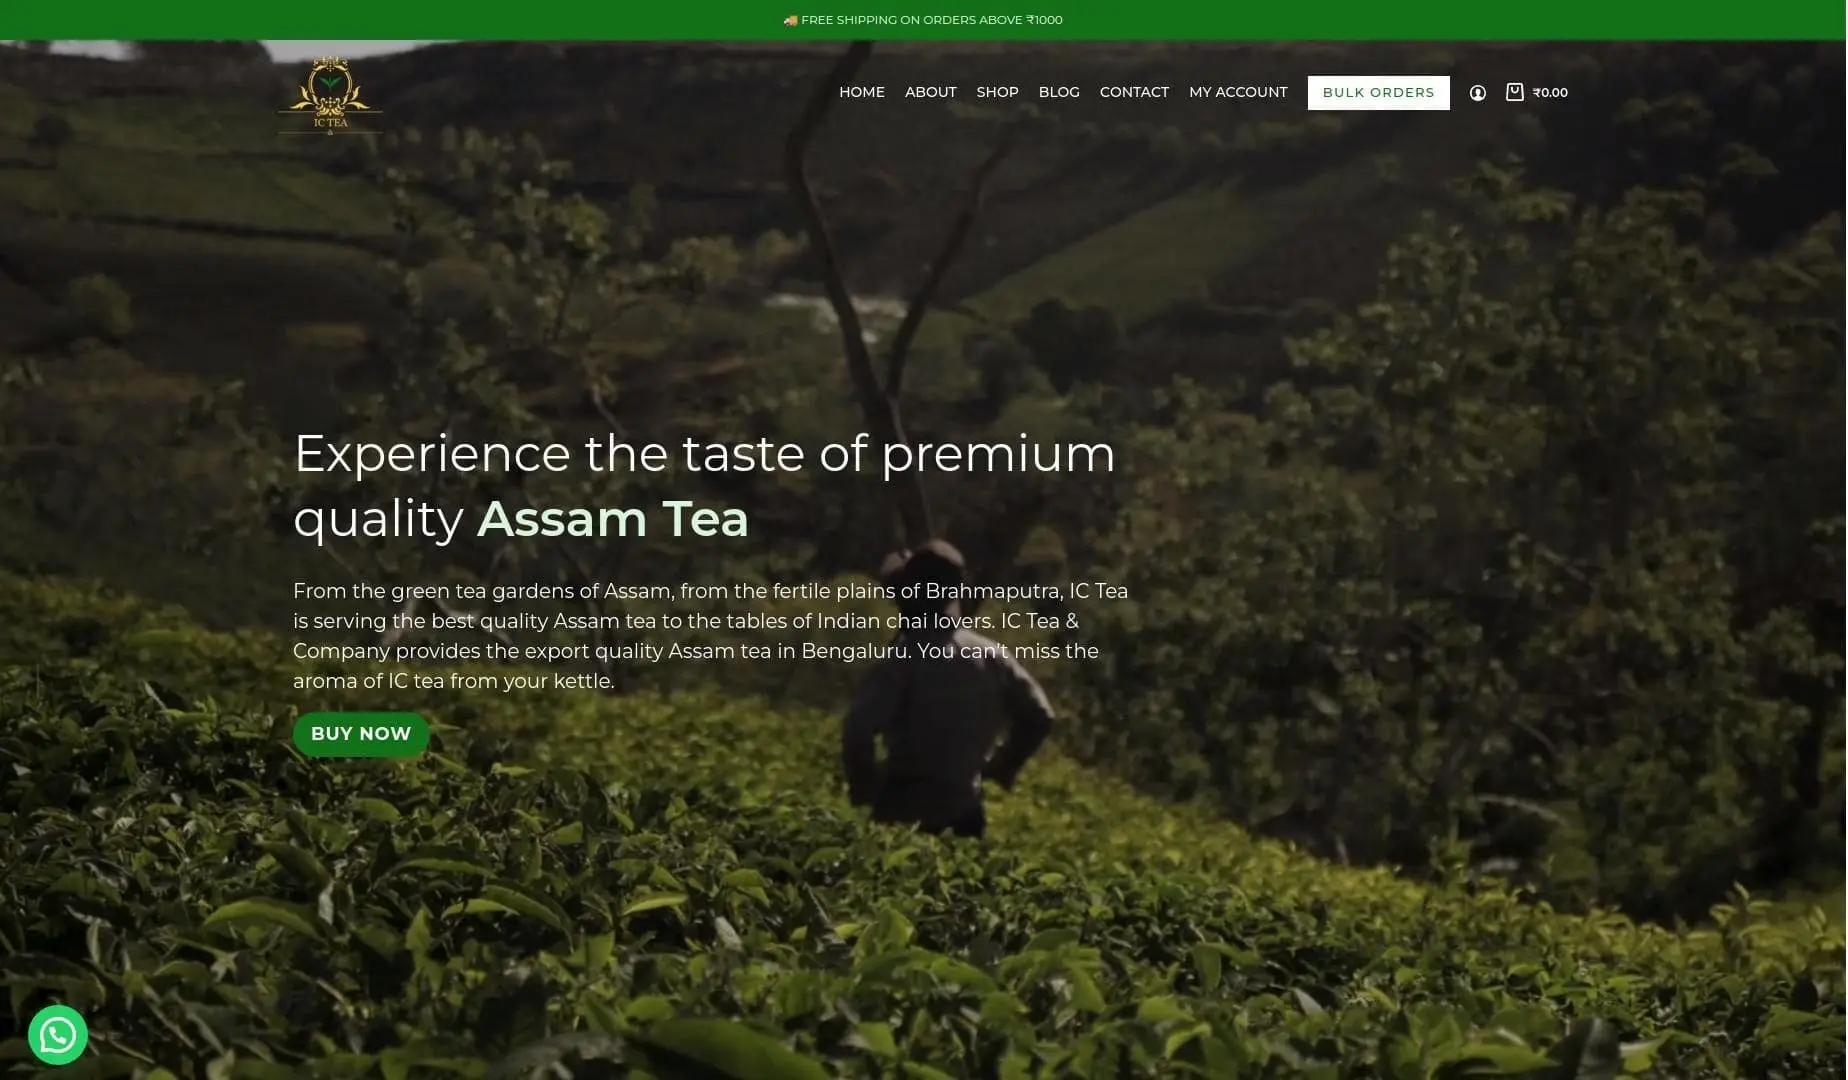 🚚 FREE SHIPPING ON ORDERS ABOVE ₹1000
IC TEA
&
HOME ABOUT SHOP BLOG CONTACT MY ACCOUNT BULK ORDERS ₹0.00
Experience the taste of premium
quality Assam Tea
From the green tea gardens of Assam, from the fertile plains of Brahmaputra, IC Tea
is serving the best quality Assam tea to the tables of Indian chai lovers. IC Tea &
Company provides the export quality Assam tea in Bengaluru. You can't miss the
aroma of IC tea from your kettle.
BUY NOW